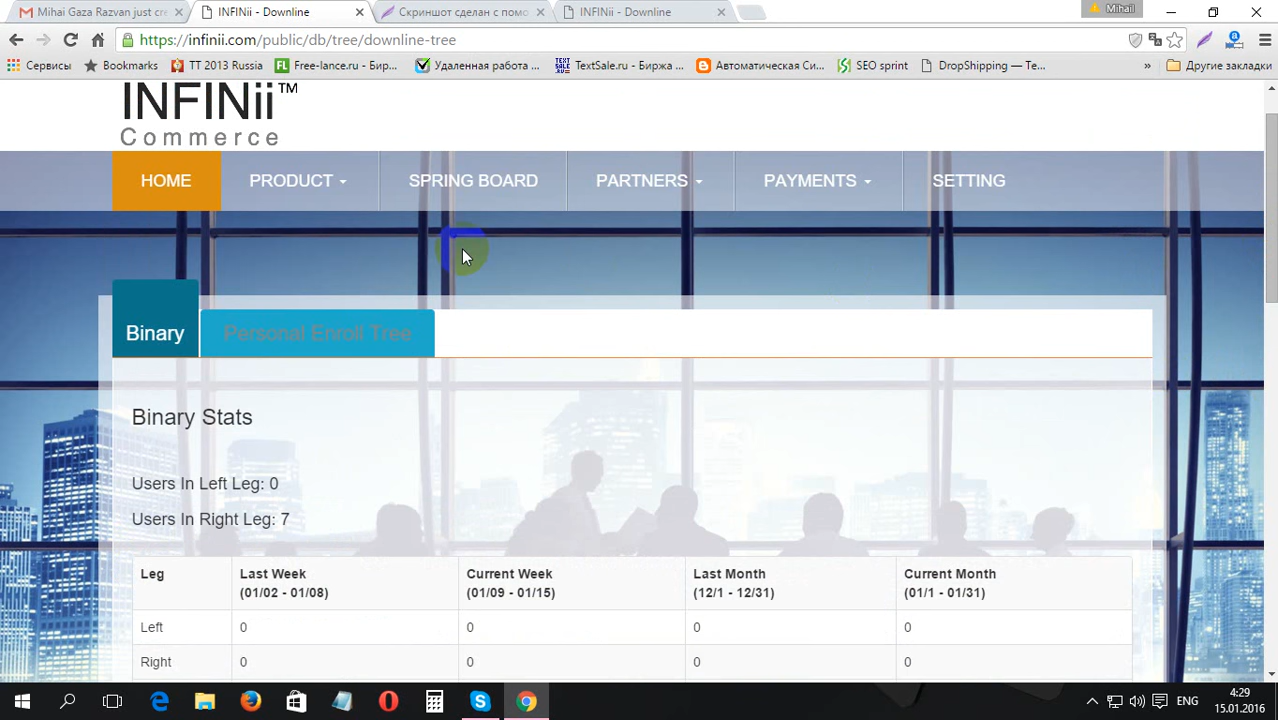 Mihai Gaza Razvan just cre
INFINii - Downline
Скриншот сделан с помо
INFINii - Downline
Mihail
https://infinii.com/public/db/tree/downline-tree
Сервисы
Bookmarks
TT 2013 Russia
Free-lance.ru - Бир...
Удаленная работа ...
TextSale.ru - Биржа ...
Автоматическая Си...
SEO sprint
DropShipping — Те...
»
Другие закладки
INFINii™
Commerce
HOME
PRODUCT
SPRING BOARD
PARTNERS
PAYMENTS
SETTING
Binary
Personal Enroll Tree
Binary Stats
Users In Left Leg: 0
Users In Right Leg: 7
Leg
Last Week
(01/02 - 01/08)
Current Week
(01/09 - 01/15)
Last Month
(12/1 - 12/31)
Current Month
(01/1 - 01/31)
Left 0 0 0 0
Right 0 0 0 0
ENG
4:29
15.01.2016